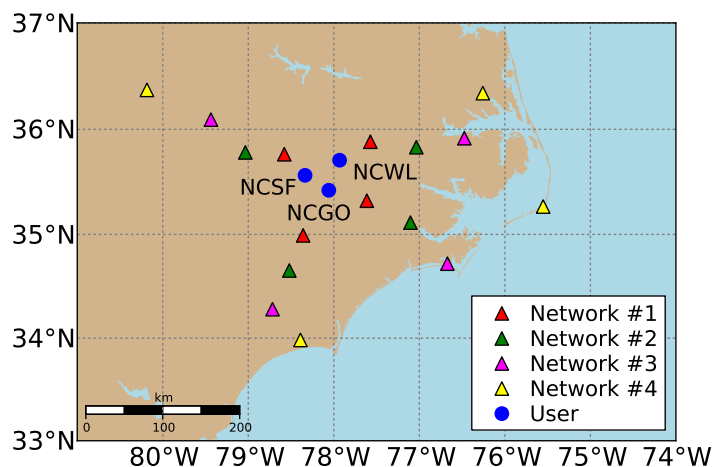 37°N
36°N
35°N
34°N
33°N
NCSF
NCWL
NCGO
Network #1
Network #2
Network #3
Network #4
User
km
0 100 200
80°W 79°W 78°W 77°W 76°W 75°W 74°W